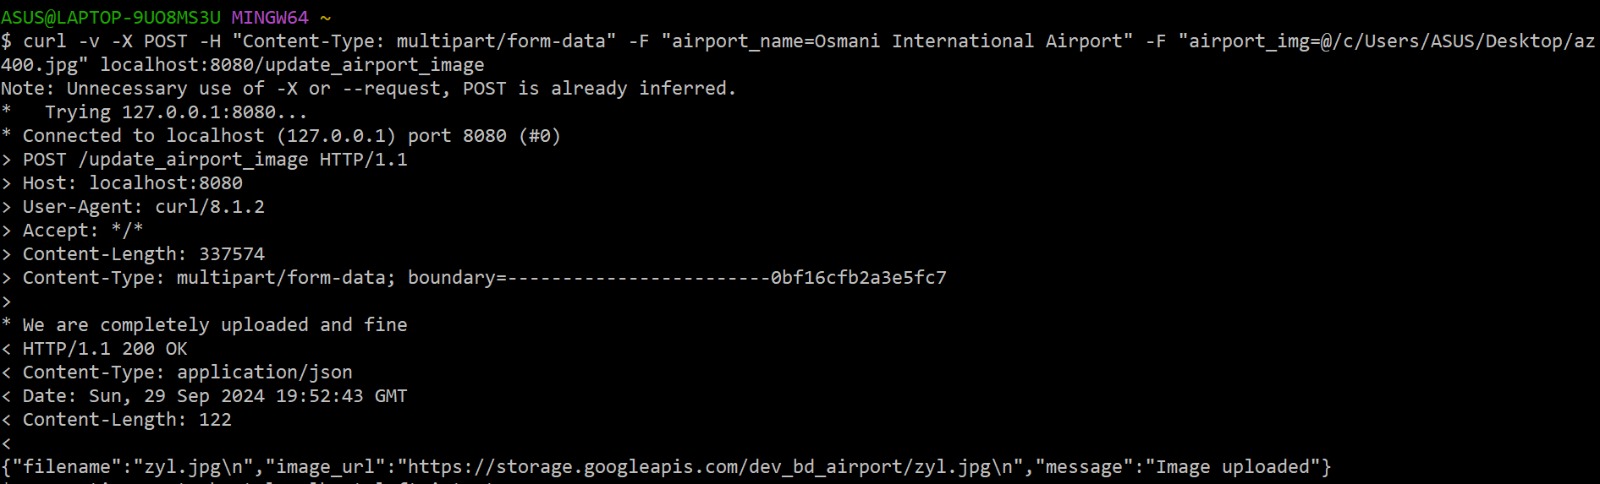 ASUS@LAPTOP-9UO8MS3U MINGW64 ~
$ curl -v -X POST -H "Content-Type: multipart/form-data" -F "airport_name=Osmani International Airport" -F "airport_img=@/c/Users/ASUS/Desktop/az
400.jpg" localhost:8080/update_airport_image
Note: Unnecessary use of -X or --request, POST is already inferred.
*   Trying 127.0.0.1:8080...
* Connected to localhost (127.0.0.1) port 8080 (#0)
> POST /update_airport_image HTTP/1.1
> Host: localhost:8080
> User-Agent: curl/8.1.2
> Accept: */*
> Content-Length: 337574
> Content-Type: multipart/form-data; boundary=------------------------0bf16cfb2a3e5fc7
>
* We are completely uploaded and fine
< HTTP/1.1 200 OK
< Content-Type: application/json
< Date: Sun, 29 Sep 2024 19:52:43 GMT
< Content-Length: 122
<
{"filename":"zyl.jpg\n","image_url":"https://storage.googleapis.com/dev_bd_airport/zyl.jpg\n","message":"Image uploaded"}